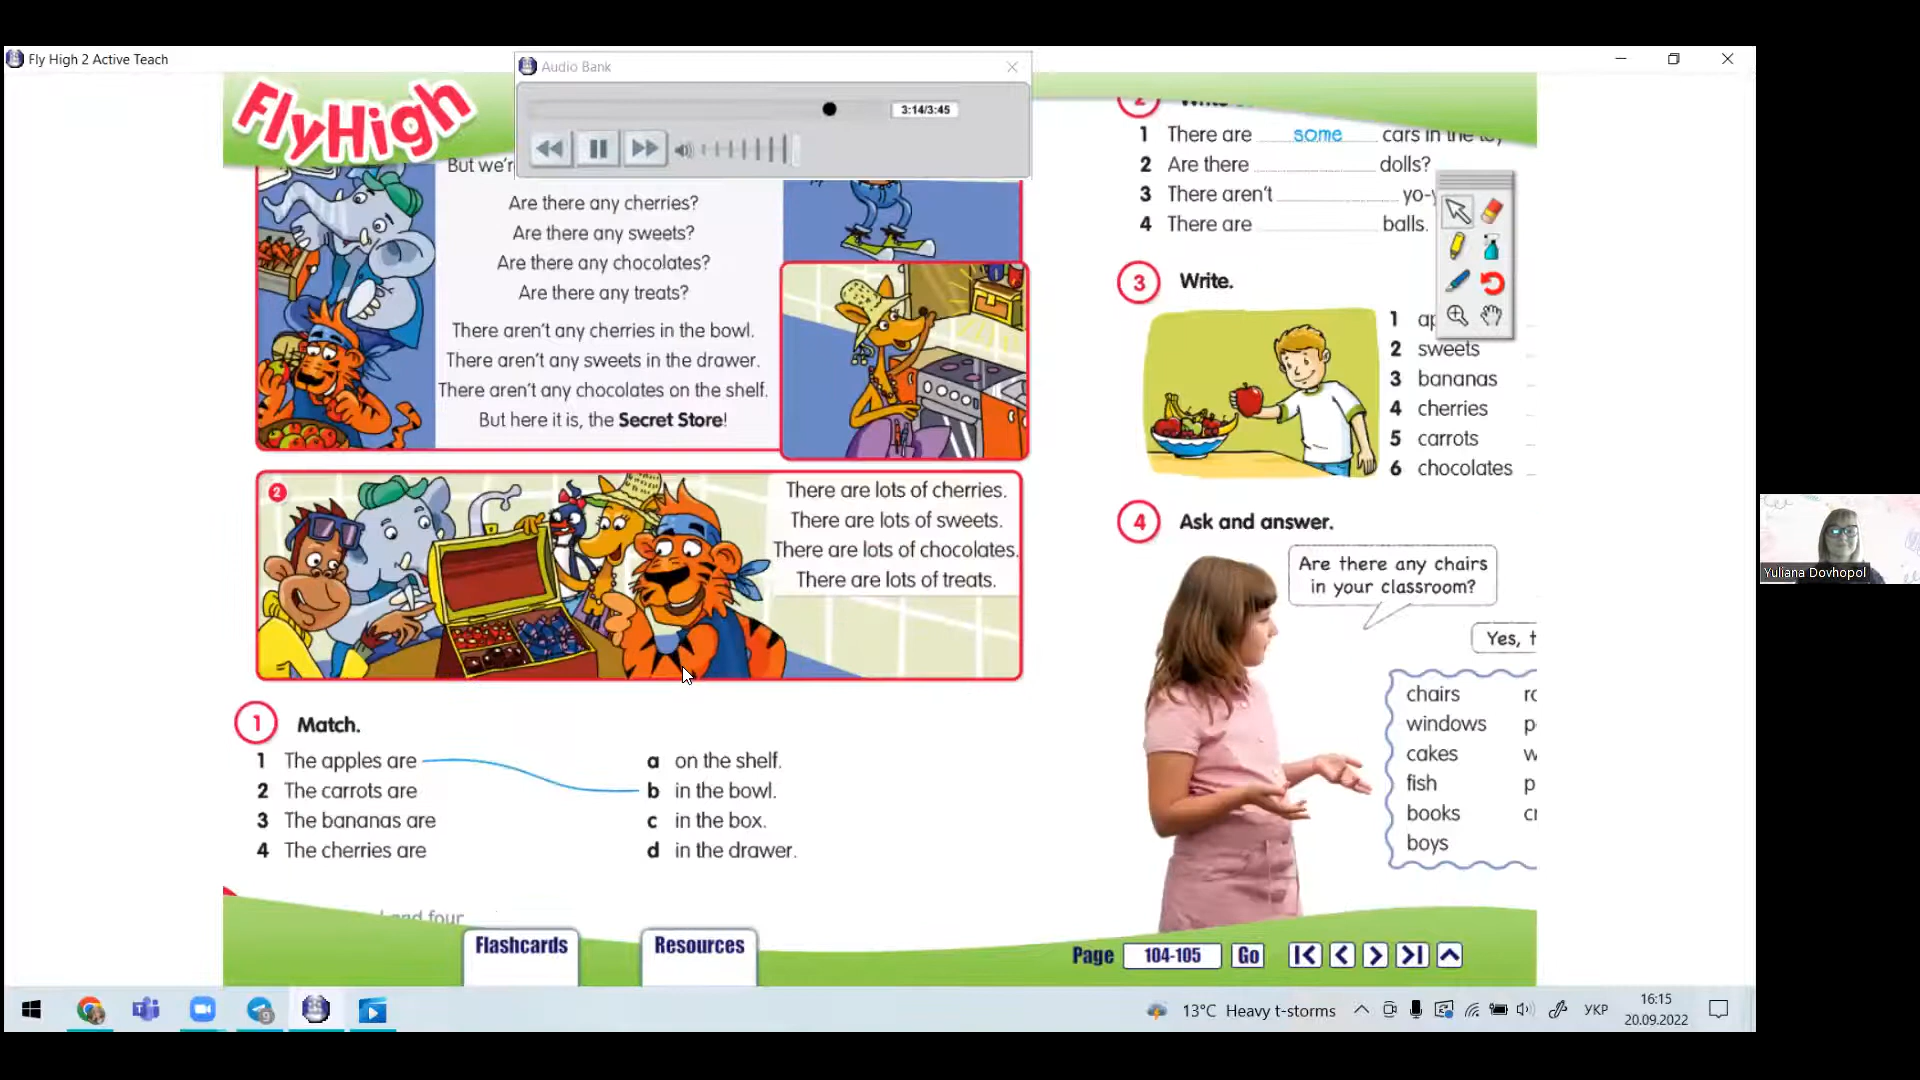 Fly High 2 Active Teach
Audio Bank
FlyHigh
3:14/3:45
But we're
Are there any cherries?
Are there any sweets?
Are there any chocolates?
Are there any treats?
There aren't any cherries in the bowl.
There aren't any sweets in the drawer.
There aren't any chocolates on the shelf.
But here it is, the Secret Store!
2
There are lots of cherries.
There are lots of sweets.
There are lots of chocolates.
There are lots of treats.
1 Match.
1 The apples are
2 The carrots are
3 The bananas are
4 The cherries are
a on the shelf.
b in the bowl.
c in the box.
d in the drawer.
and four
2
1 There are some cars in the
2 Are there dolls?
3 There aren't yo-y
4 There are balls.
3 Write.
1 ap
2 sweets
3 bananas
4 cherries
5 carrots
6 chocolates
4 Ask and answer.
Are there any chairs
in your classroom?
Yes, t
chairs
windows
cakes
fish
books
boys
Flashcards
Resources
Page 104-105 Go
Yuliana Dovhopol
13°C Heavy t-storms
УКР
16:15
20.09.2022